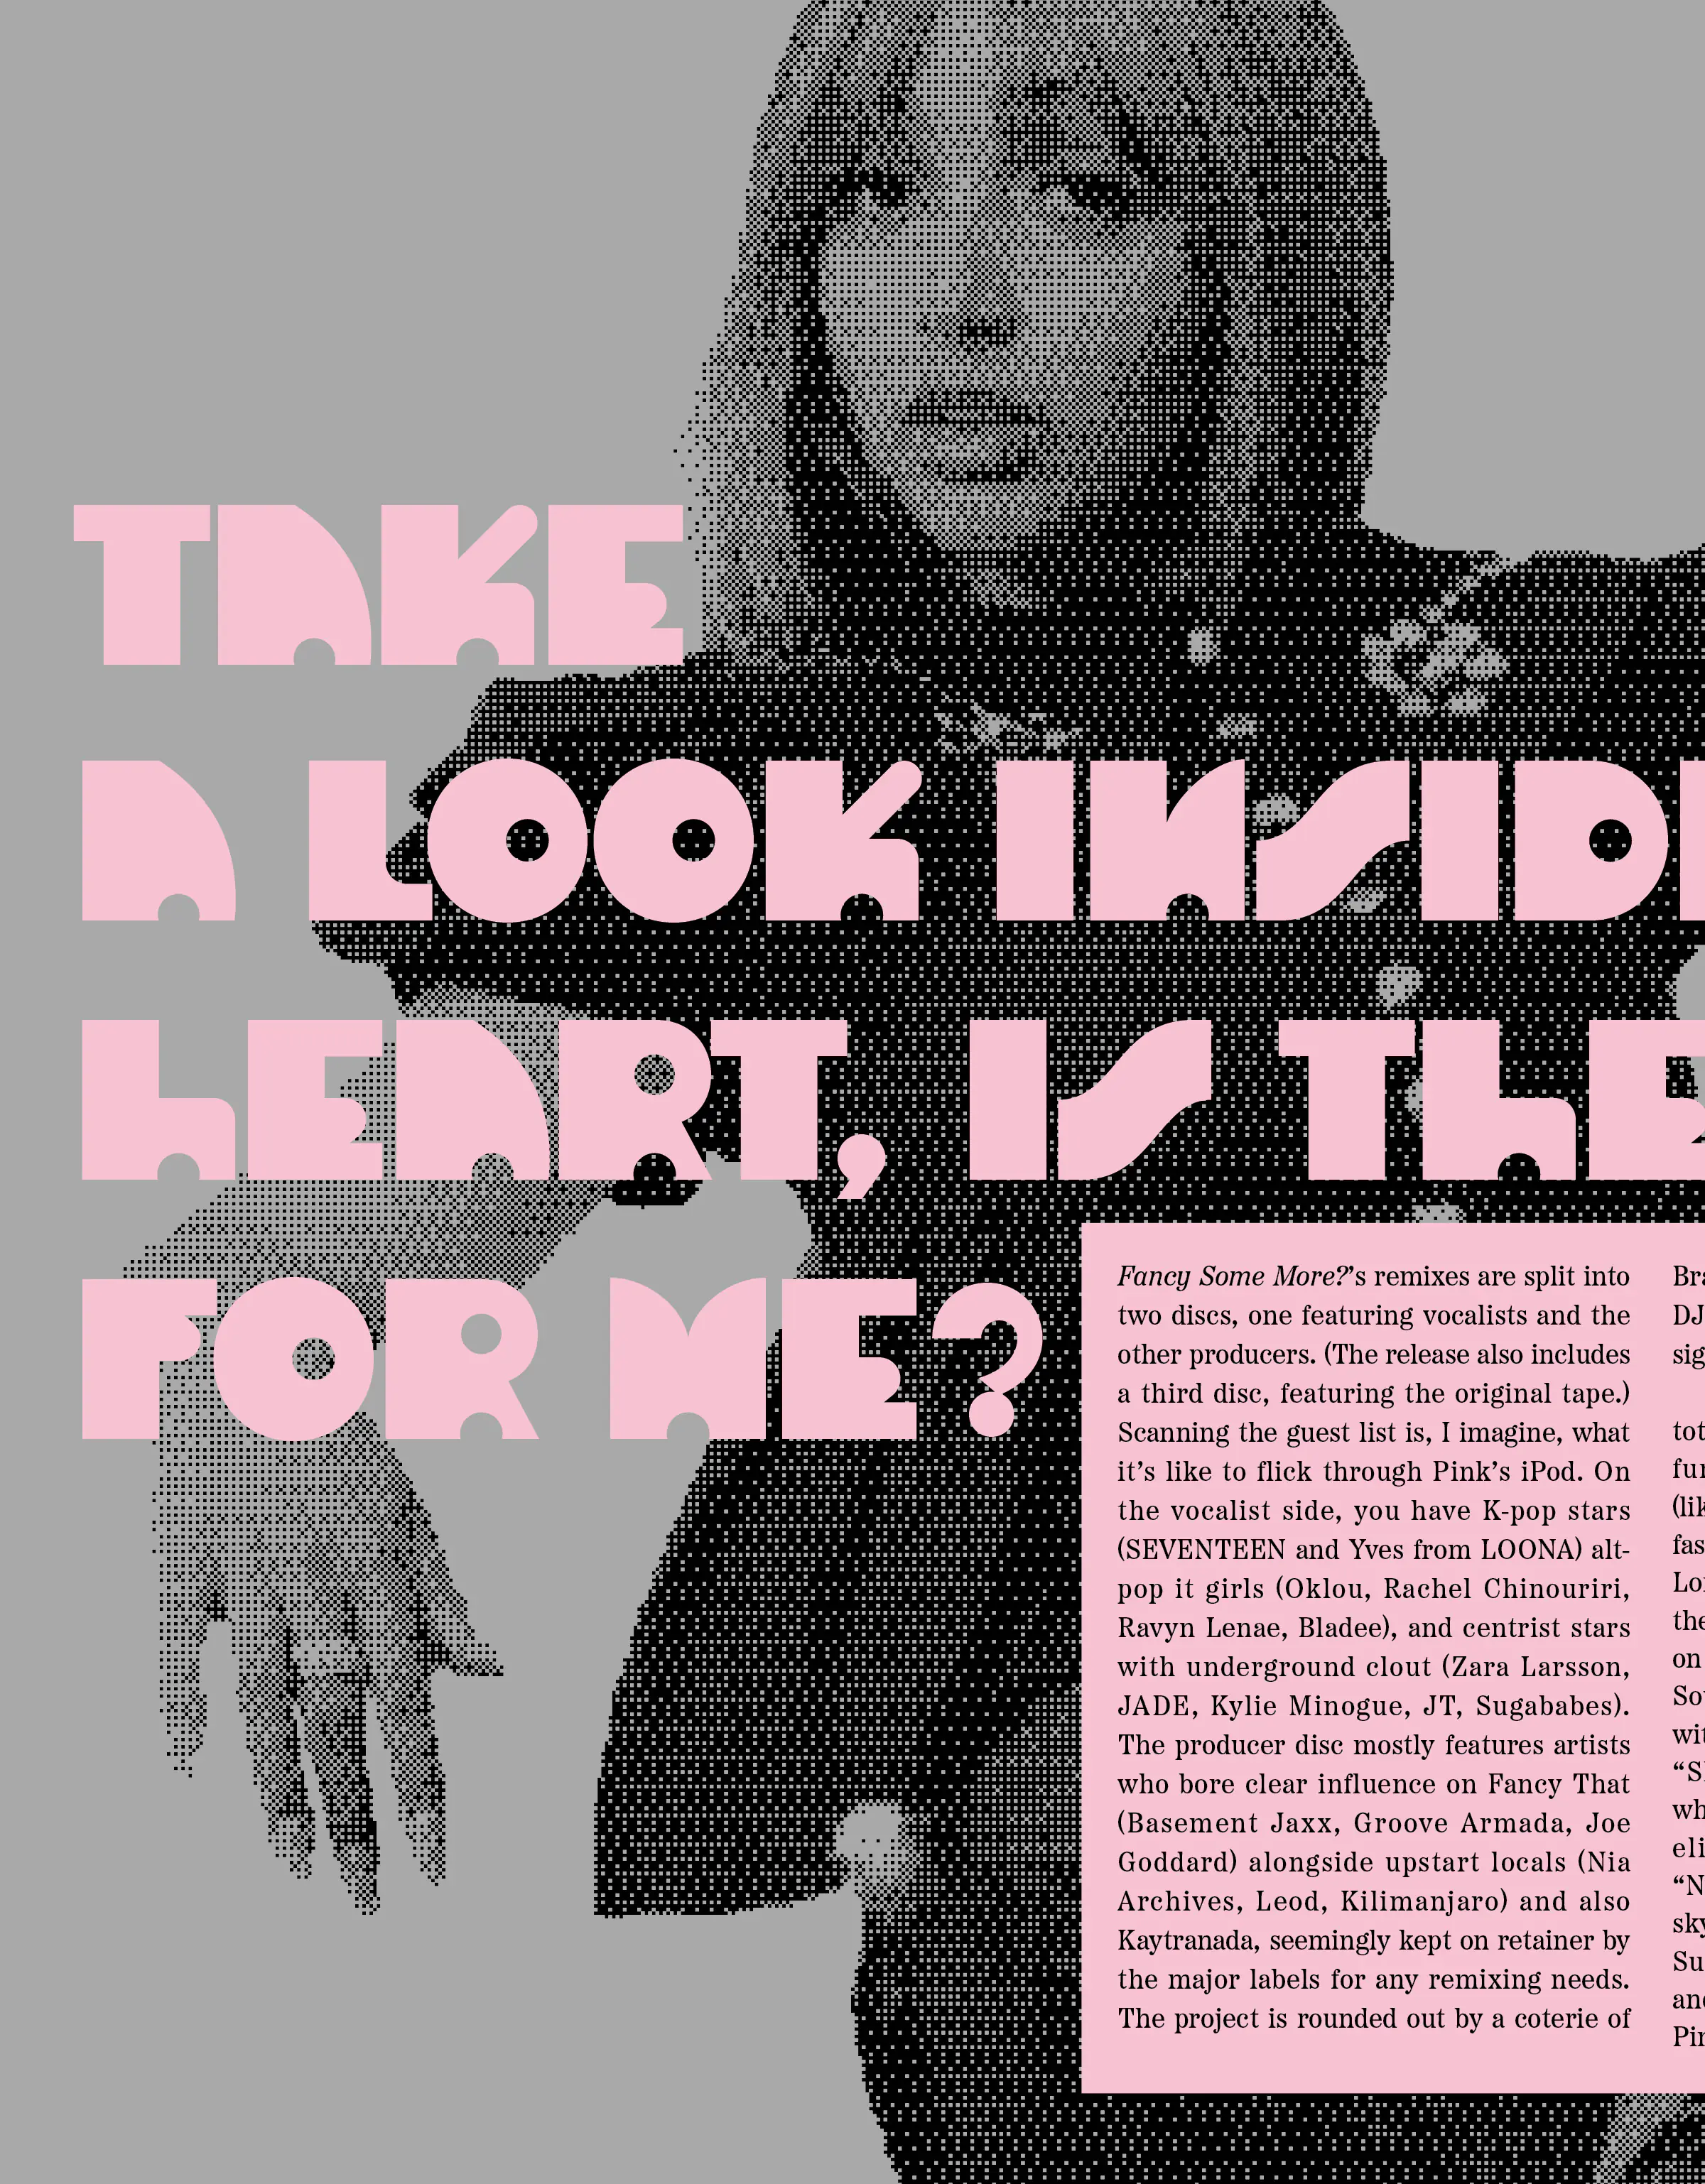 TAKE
A LOOK INSIDE
HEART, IS THE
FOR ME?
Fancy Some More?’s remixes are split into
two discs, one featuring vocalists and the
other producers. (The release also includes
a third disc, featuring the original tape.)
Scanning the guest list is, I imagine, what
it’s like to flick through Pink’s iPod. On
the vocalist side, you have K-pop stars
(SEVENTEEN and Yves from LOONA) alt-
pop it girls (Oklou, Rachel Chinouriri,
Ravyn Lenae, Bladee), and centrist stars
with underground clout (Zara Larsson,
JADE, Kylie Minogue, JT, Sugababes).
The producer disc mostly features artists
who bore clear influence on Fancy That
(Basement Jaxx, Groove Armada, Joe
Goddard) alongside upstart locals (Nia
Archives, Leod, Kilimanjaro) and also
Kaytranada, seemingly kept on retainer by
the major labels for any remixing needs.
The project is rounded out by a coterie of